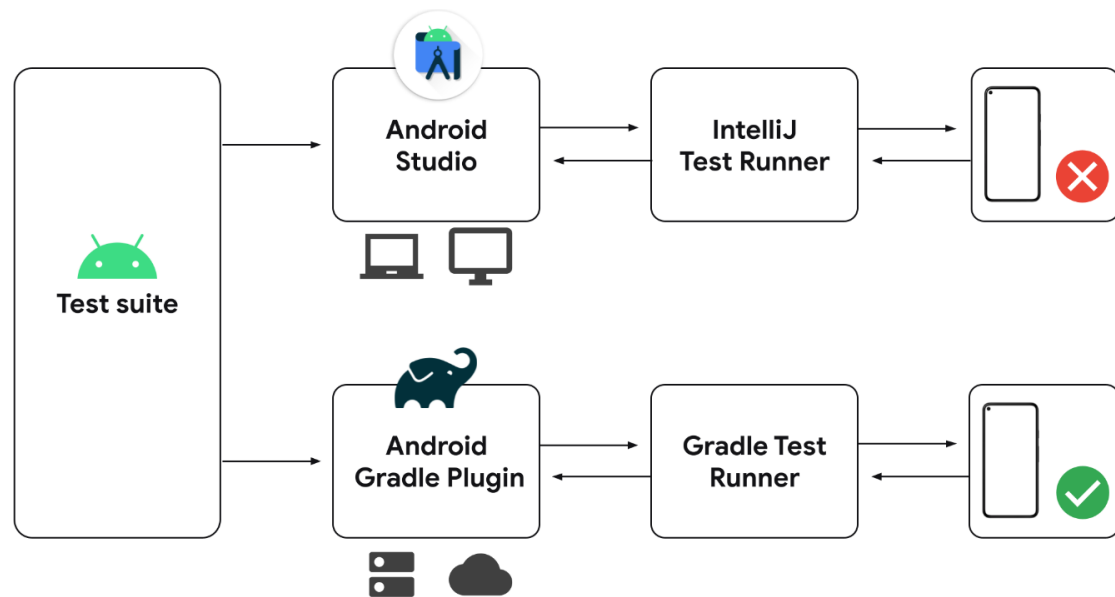 Test suite
Android
Studio
IntelliJ
Test Runner
Android
Gradle Plugin
Gradle Test
Runner